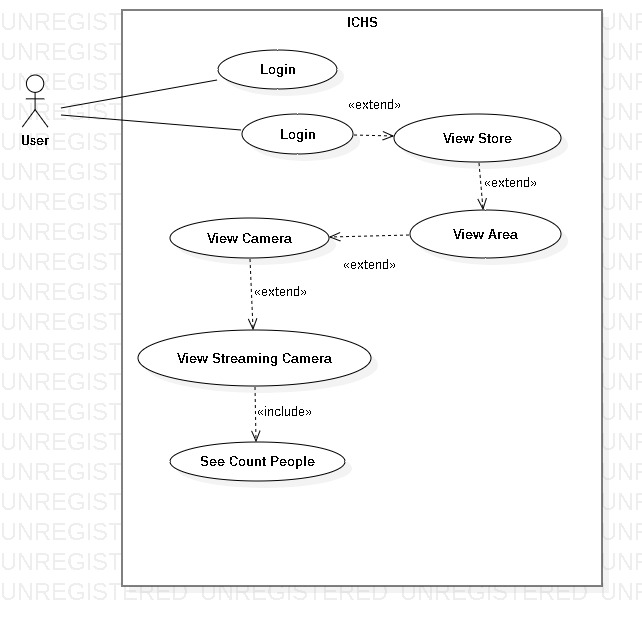 ICHS
Login
«extend»
User
Login
View Store
«extend»
View Camera
View Area
«extend»
«extend»
View Streaming Camera
«include»
See Count People
UNREGISTERED UNREGISTERED UNREGISTERED